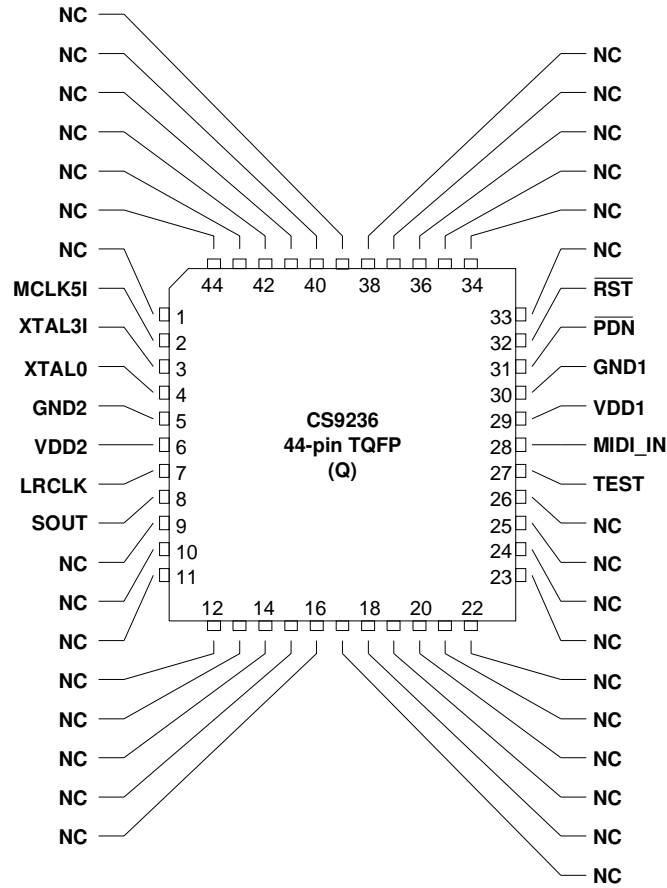 NC
NC
NC
NC
NC
NC
NC
MCLK5I
XTAL3I
XTAL0
GND2
VDD2
LRCLK
SOUT
NC
NC
NC
NC
NC
NC
NC
NC
44 42 40 38 36 34
1
2
3
4
5
6
7
8
9
10
11
CS9236
44-pin TQFP
(Q)
33
32
31
30
29
28
27
26
25
24
23
12 14 16 18 20 22
NC
NC
NC
NC
NC
NC
RST
PDN
GND1
VDD1
MIDI_IN
TEST
NC
NC
NC
NC
NC
NC
NC
NC
NC
NC